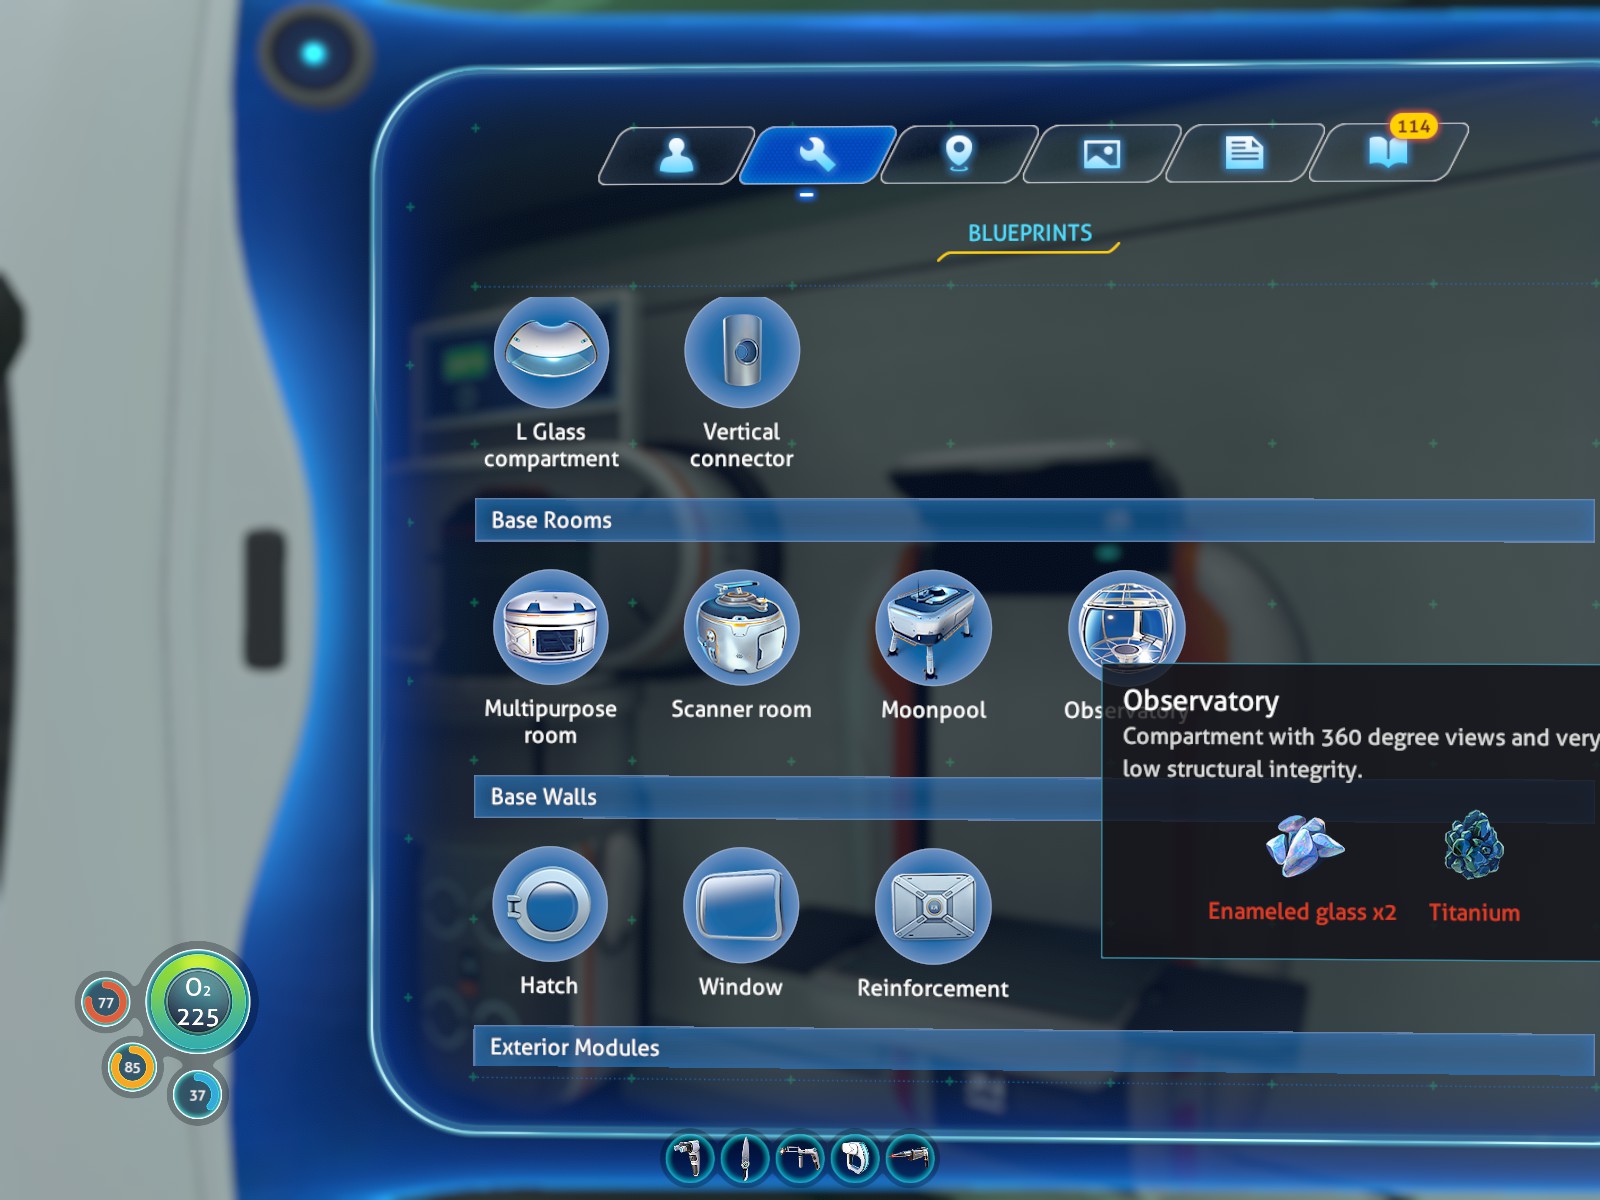 114
BLUEPRINTS
L Glass
compartment
Vertical
connector
Base Rooms
Multipurpose
room
Scanner room
Moonpool
Observatory
Observatory
Compartment with 360 degree views and very
low structural integrity.
Enameled glass x2
Titanium
Base Walls
Hatch
Window
Reinforcement
Exterior Modules
77
O₂
225
85
37